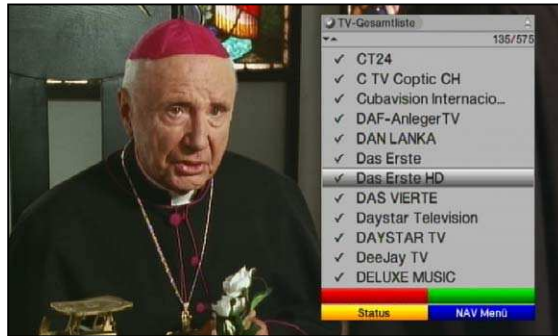 TV-Gesamtliste
135/575
CT24
C TV Coptic CH
Cubavision Internacio...
DAF-AnlegerTV
DAN LANKA
Das Erste
Das Erste HD
DAS VIERTE
Daystar Television
DAYSTAR TV
DeeJay TV
DELUXE MUSIC
Status
NAV Menü